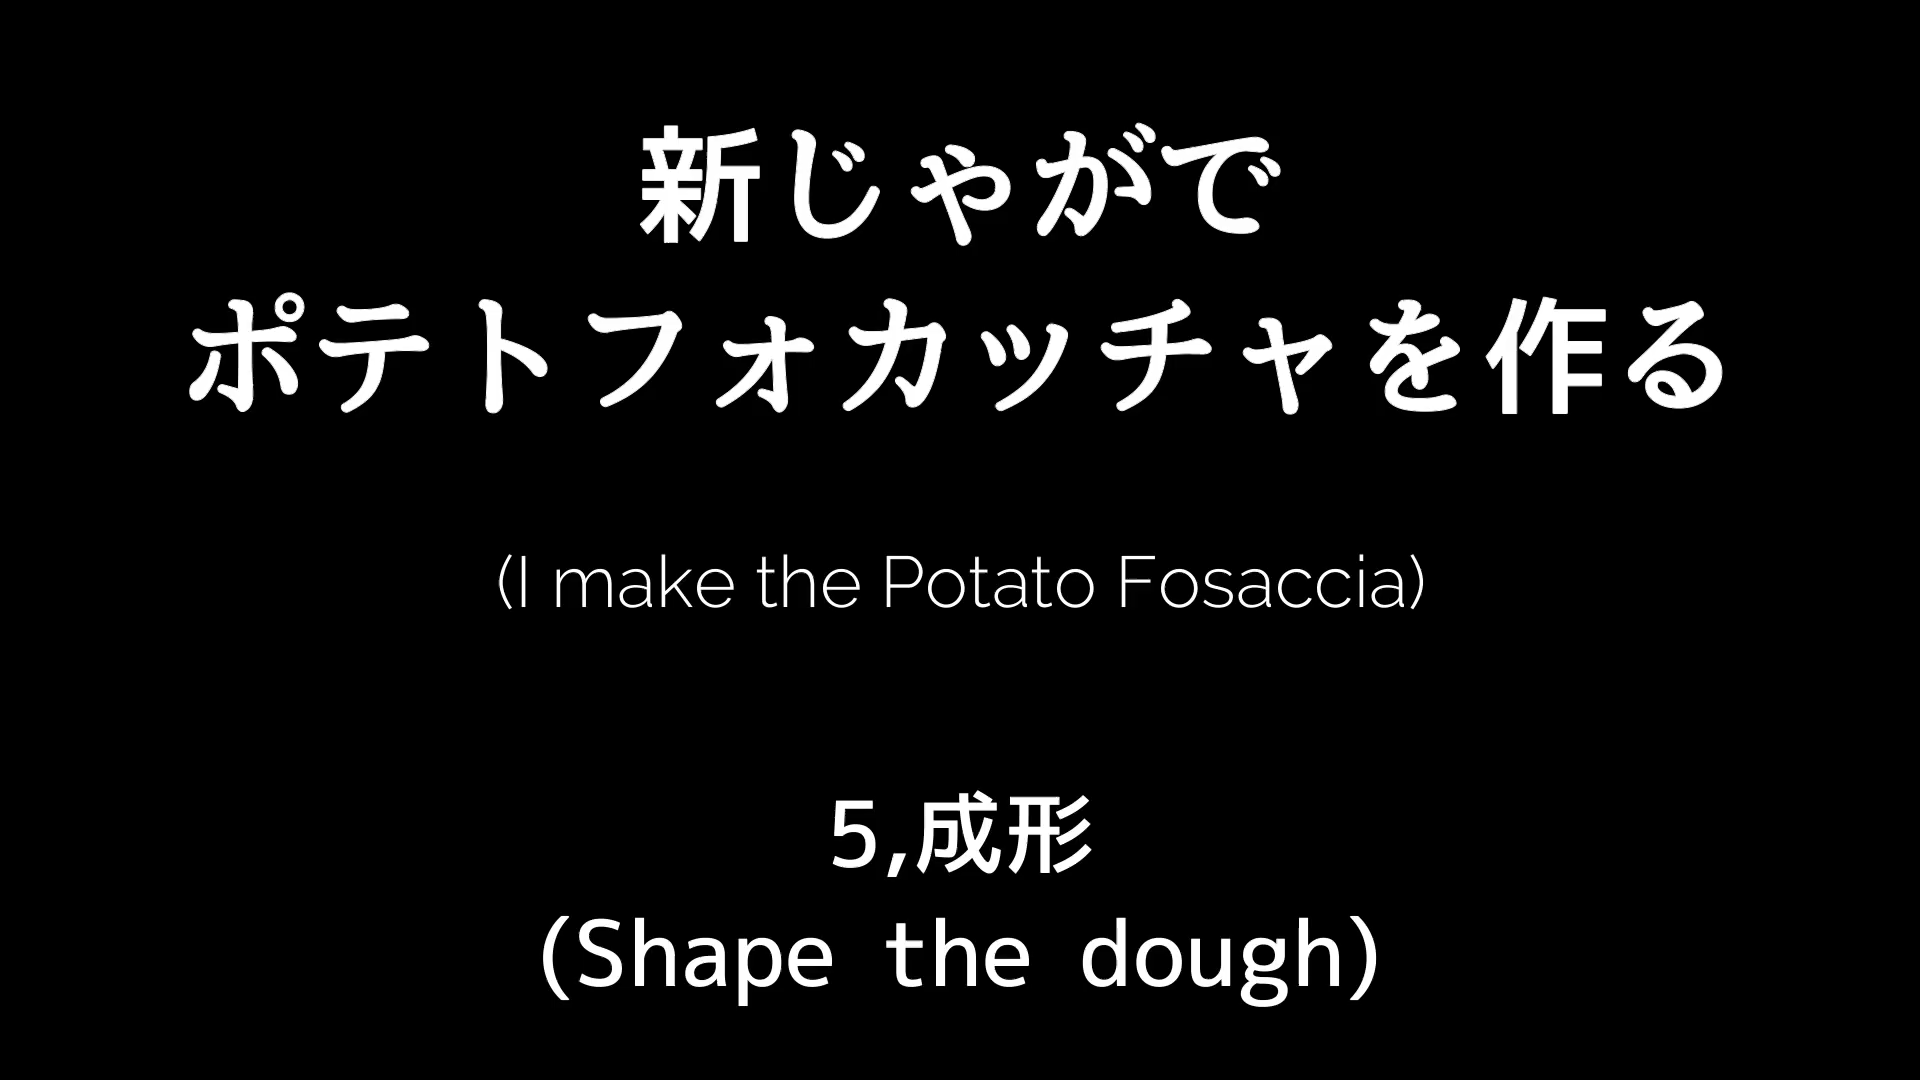 新じゃがで
ポテトフォカッチャを作る
(I make the Potato Fosaccia)
5,成形
(Shape the dough)